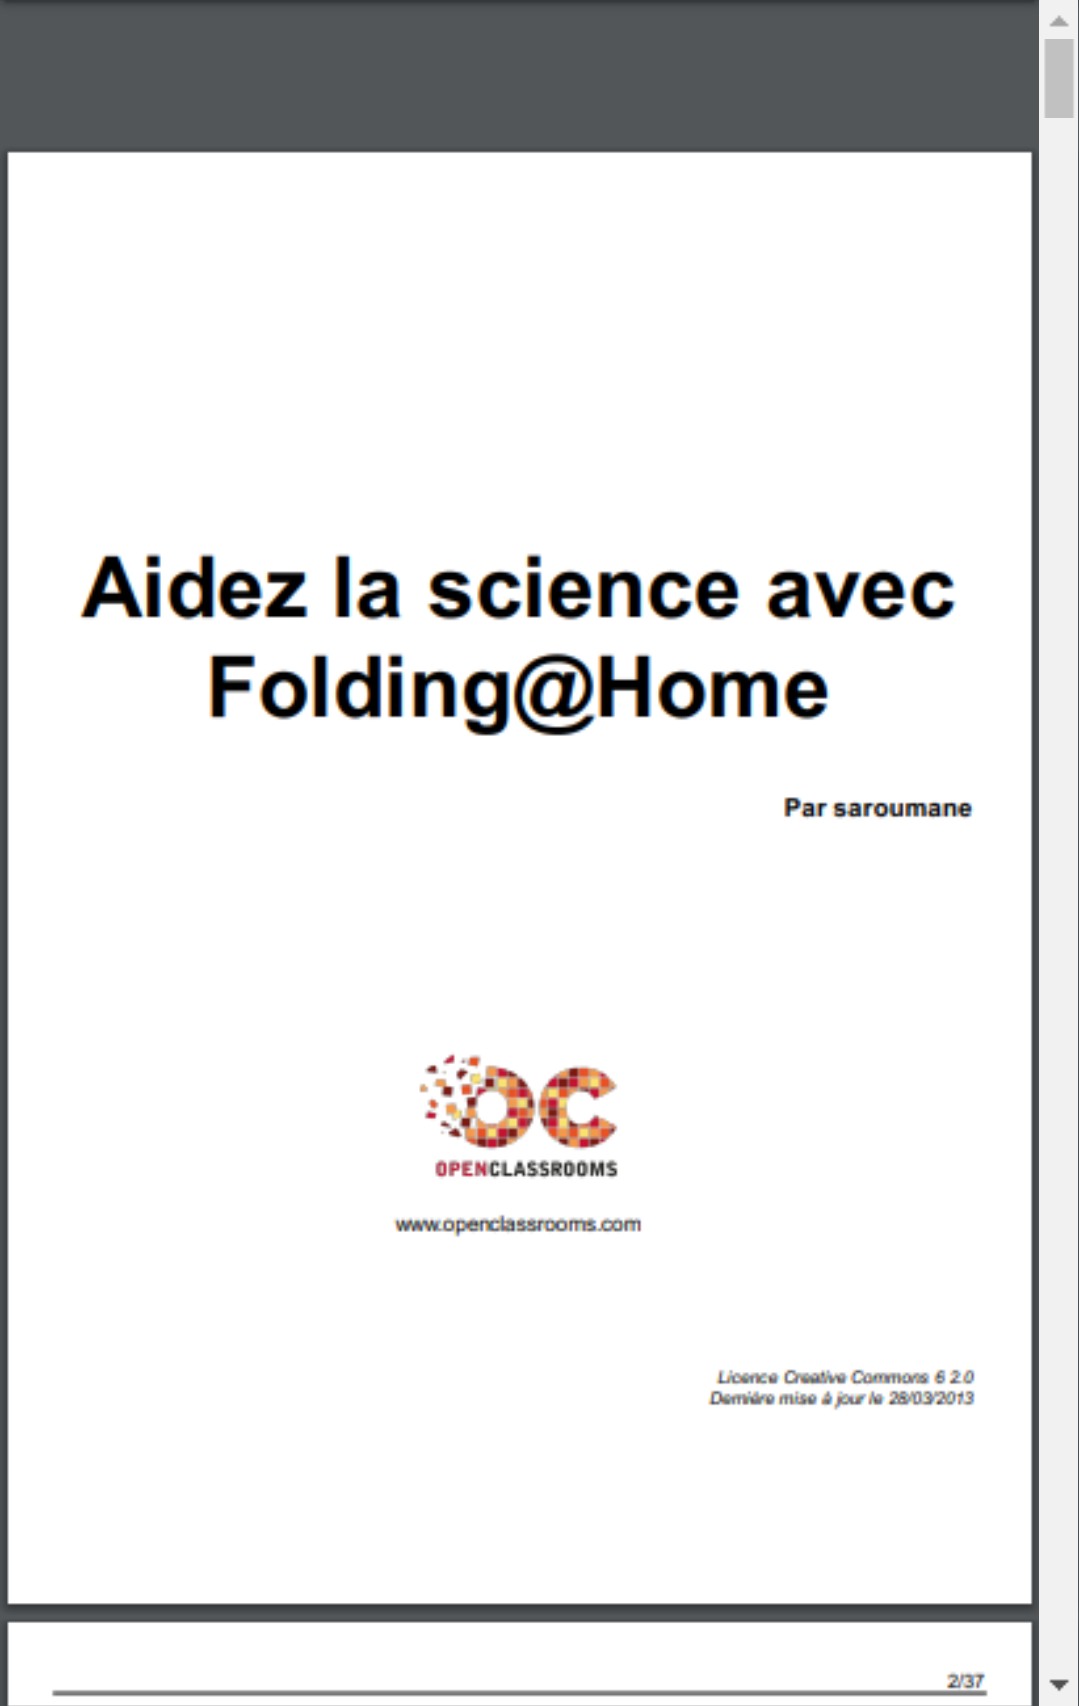 Aidez la science avec
Folding@Home
Par saroumane
OC
OPENCLASSROOMS
www.openclassrooms.com
Licence Creative Commons 6 2.0
Dernière mise à jour le 28/03/2013
2/37